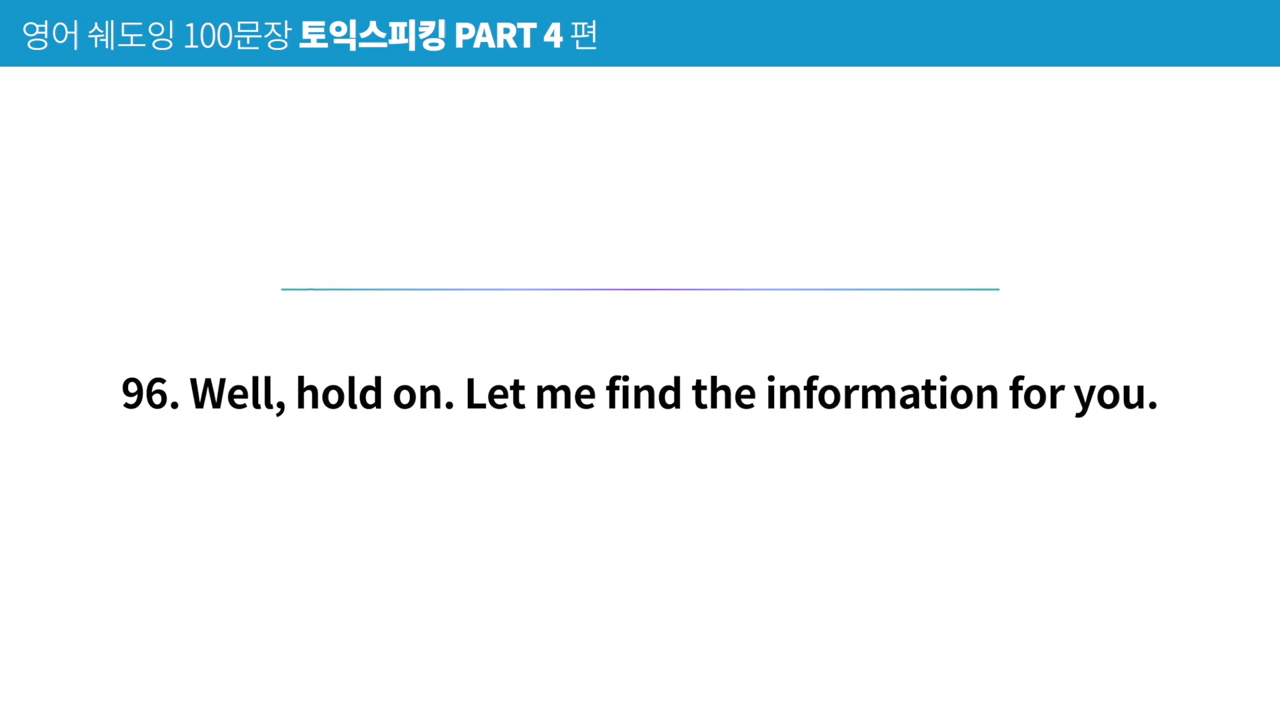 영어 쉐도잉 100문장 토익스피킹 PART 4 편
96. Well, hold on. Let me find the information for you.